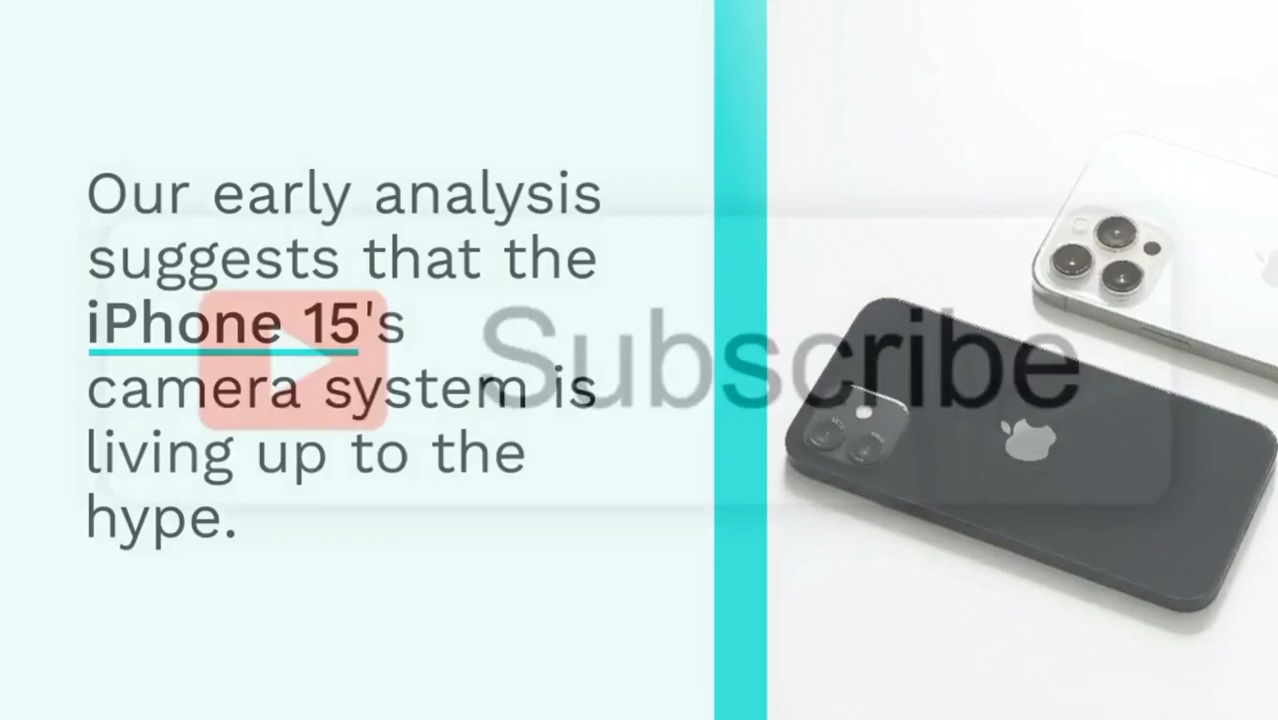 Our early analysis
suggests that the
iPhone 15's
camera system is
living up to the
hype.
Subscribe